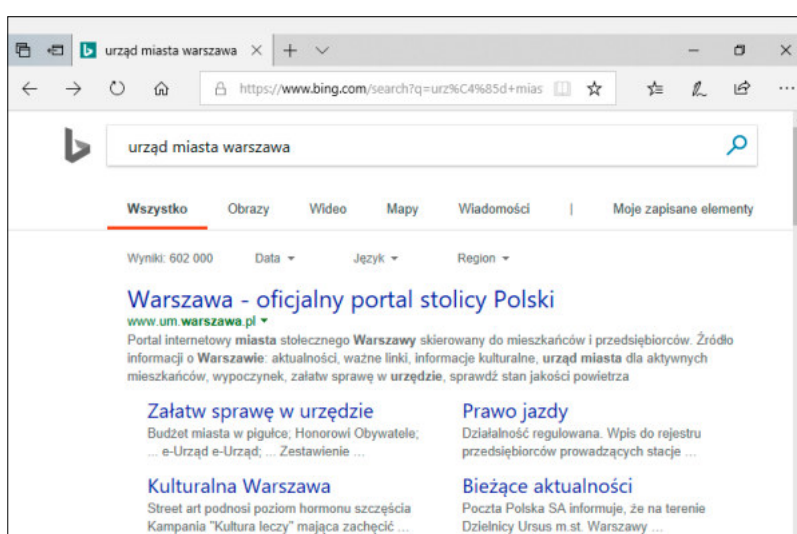 urząd miasta warszawa
https://www.bing.com/search?q=urz%C4%85d+mias
urząd miasta warszawa
Wszystko Obrazy Wideo Mapy Wiadomości | Moje zapisane elementy
Wyniki: 602 000 Data Język Region
Warszawa - oficjalny portal stolicy Polski
www.um.warszawa.pl
Portal internetowy miasta stołecznego Warszawy skierowany do mieszkańców i przedsiębiorców. Źródło
informacji o Warszawie: aktualności, ważne linki, informacje kulturalne, urząd miasta dla aktywnych
mieszkańców, wypoczynek, załatw sprawę w urzędzie, sprawdź stan jakości powietrza
Załatw sprawę w urzędzie
Budżet miasta w pigułce; Honorowi Obywatele;
... e-Urząd e-Urząd; ... Zestawienie ...
Prawo jazdy
Działalność regulowana. Wpis do rejestru
przedsiębiorców prowadzących stacje ...
Kulturalna Warszawa
Street art podnosi poziom hormonu szczęścia
Kampania "Kultura leczy" mająca zachęcić ...
Bieżące aktualności
Poczta Polska SA informuje, że na terenie
Dzielnicy Ursus m.st. Warszawy ...